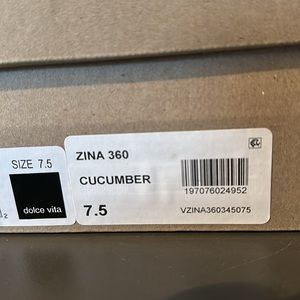 SIZE 7.5
dolce vita
ZINA 360
CUCUMBER
197076024952
7.5
VZINA360345075